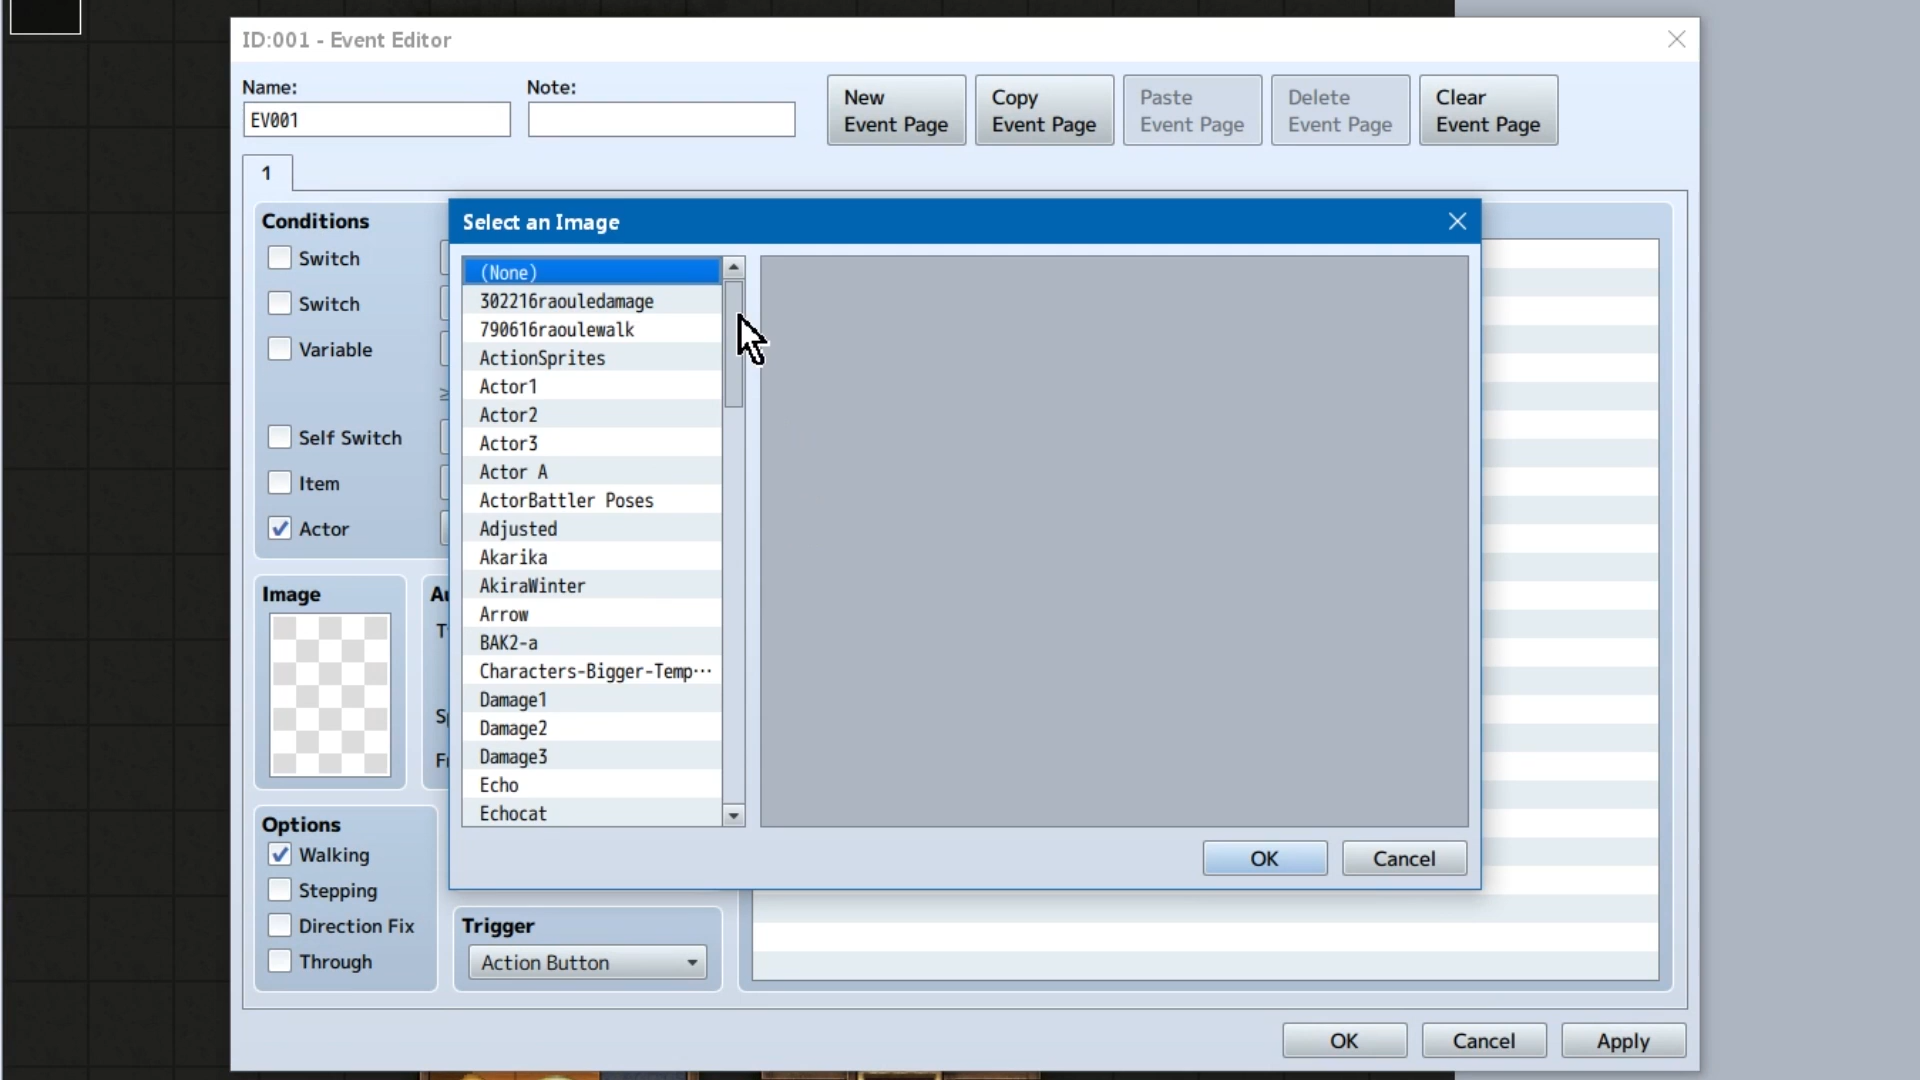 ID:001 - Event Editor
Name:
Note:
EV001
New
Event Page
Copy
Event Page
Paste
Event Page
Delete
Event Page
Clear
Event Page
1
Conditions
Switch
Switch
Variable
≥
Self Switch
Item
Actor
Image
Options
Walking
Stepping
Direction Fix
Through
Select an Image
(None)
302216raouledamage
790616raoulewalk
ActionSprites
Actor1
Actor2
Actor3
Actor A
ActorBattler Poses
Adjusted
Akarika
AkiraWinter
Arrow
BAK2-a
Characters-Bigger-Temp…
Damage1
Damage2
Damage3
Echo
Echocat
OK
Cancel
Trigger
Action Button
OK
Cancel
Apply